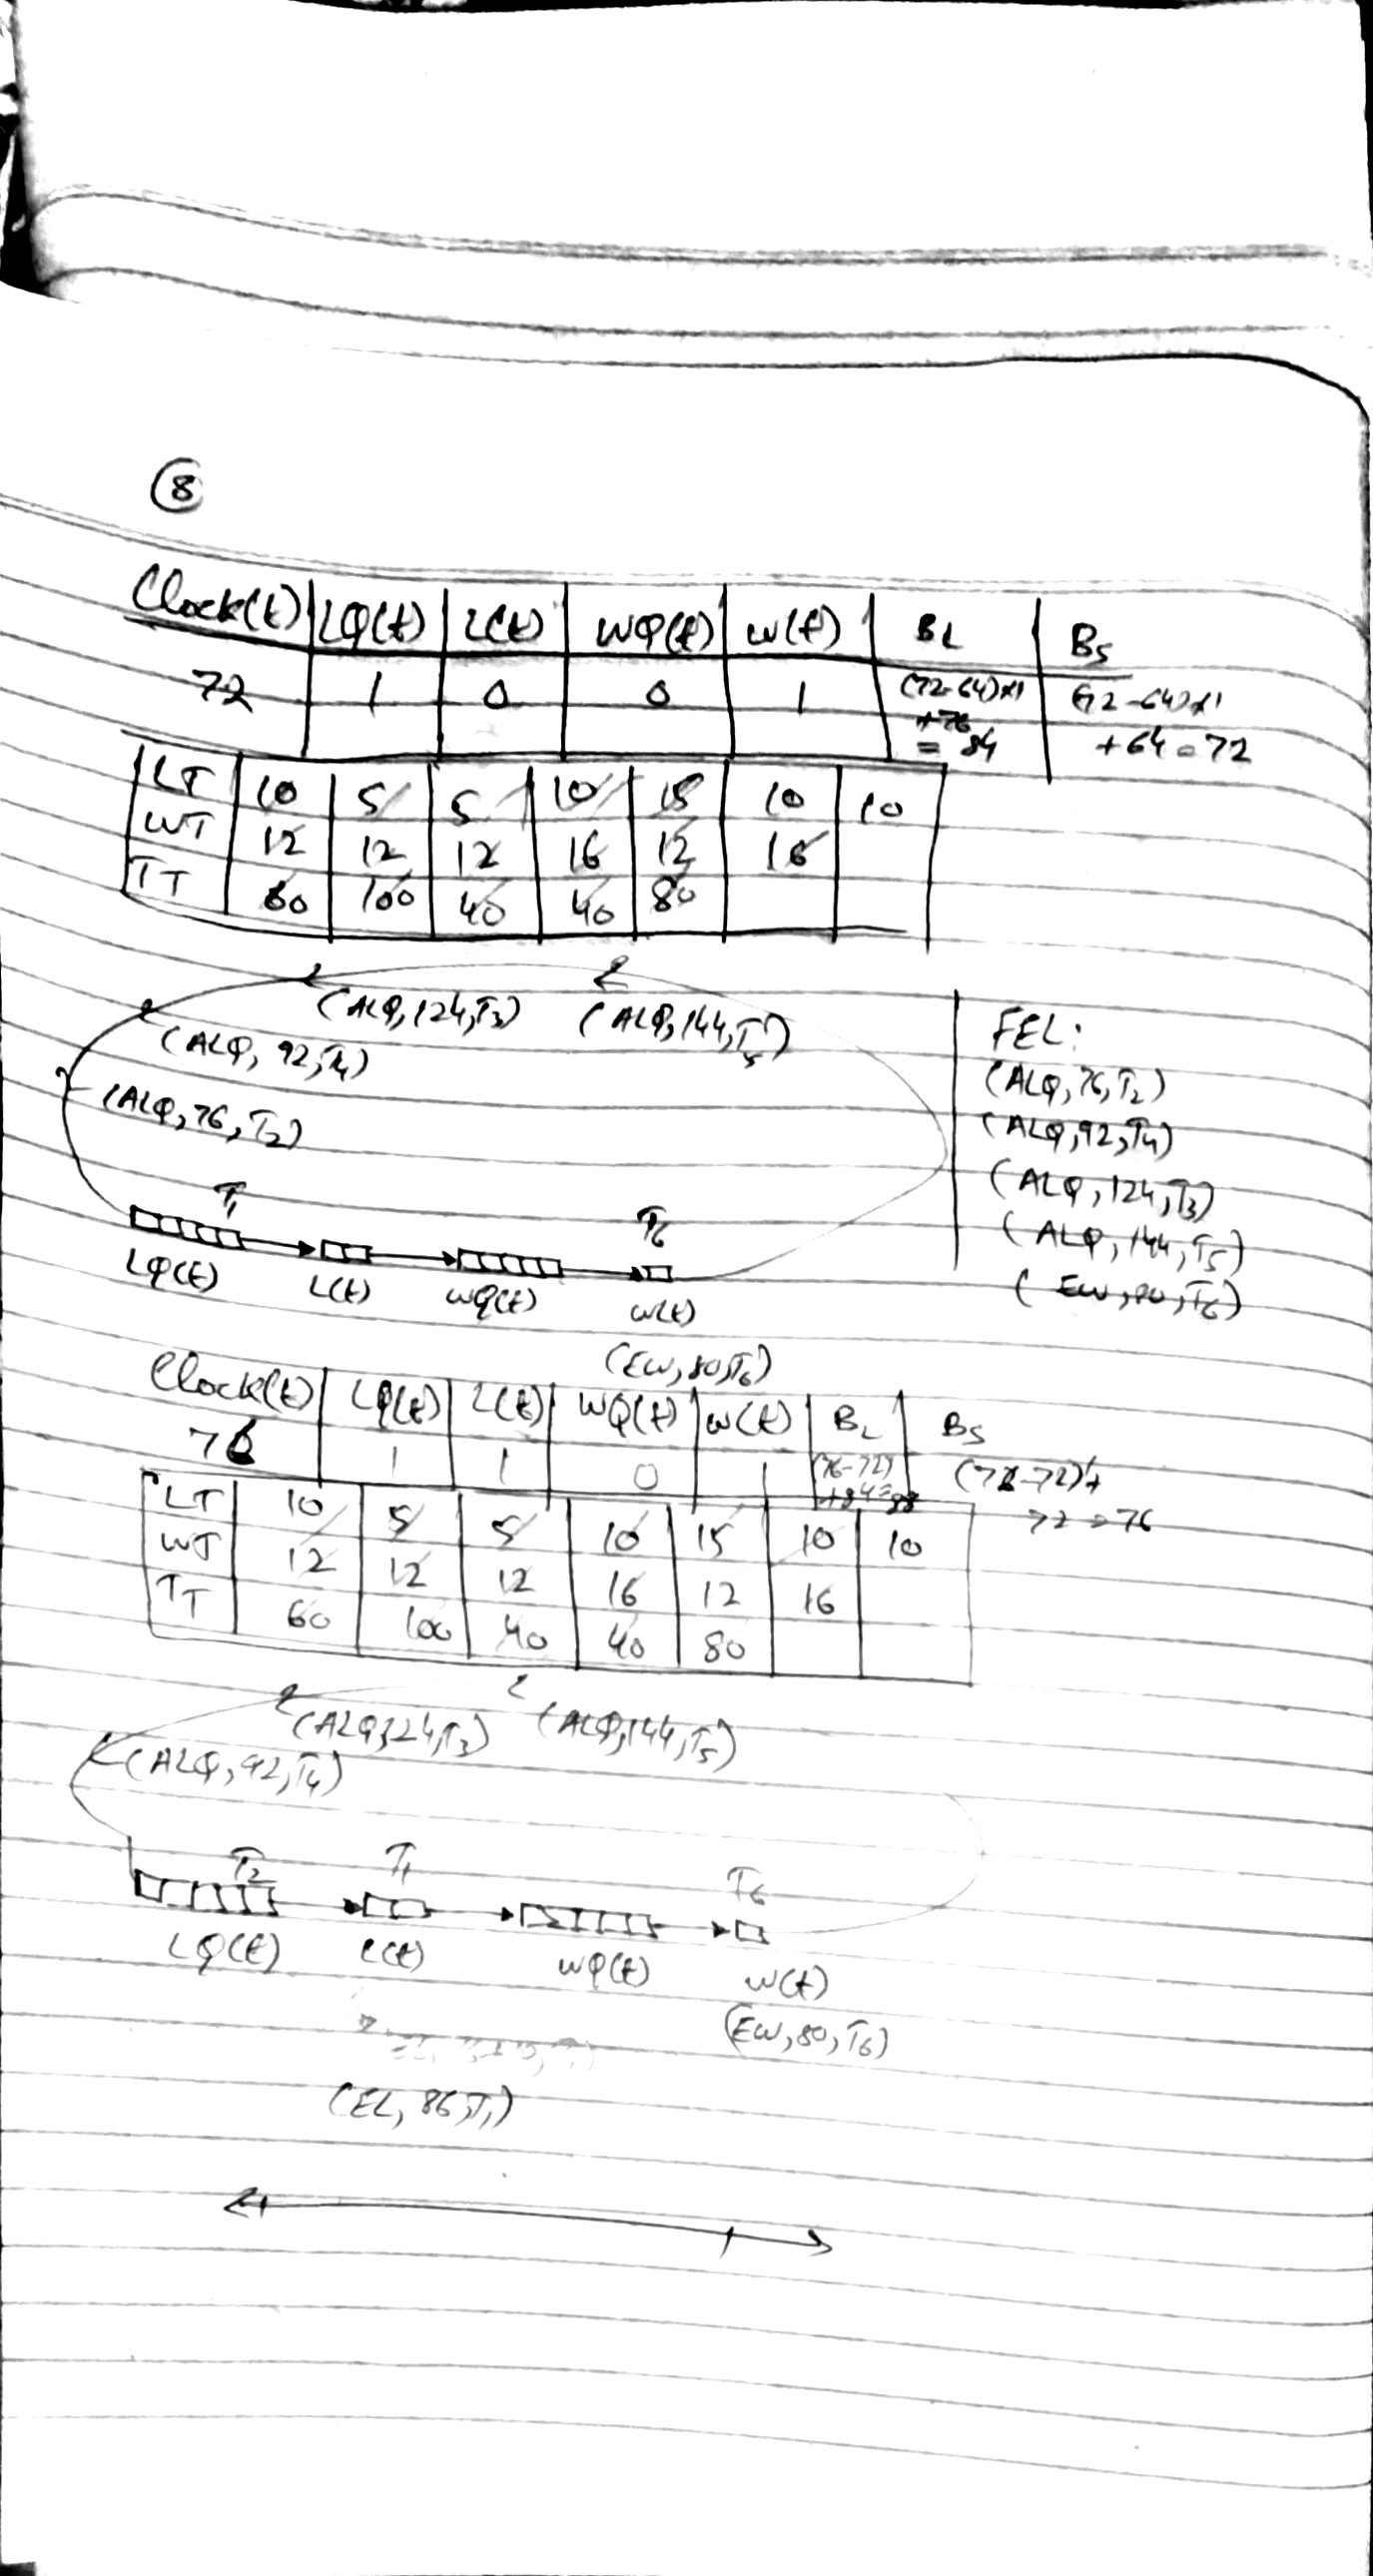 8
Clock(t) LQ(t) L(t) WQ(t) w(t) BL BS
72 1 0 0 1 (72-64)x1 (72-64)x1
+76 +64=72
= 84
LT 10 5 5 10 15 10 10
WT 12 12 12 16 12 16
TT 60 100 40 40 80
(ALQ,124,T3) (ALQ,144,T5)
(ALQ, 92,T4)
(ALQ,76,T2)
FEL:
(ALQ,76,T2)
(ALQ,92,T4)
(ALQ,124,T3)
(ALQ,144,T5)
(EW,80,T6)
T1 T6
LQ(t) L(t) WQ(t) w(t)
(EW,80,T6)
Clock(t) LQ(t) L(t) WQ(t) w(t) BL BS
76 1 1 0 1 (76-72) (76-72)+
+84=88 72=76
LT 10 5 5 10 15 10 10
WT 12 12 12 16 12 16
TT 60 100 40 40 80
(ALQ,124,T3) (ALQ,144,T5)
(ALQ,92,T4)
T2 T1 T6
LQ(t) L(t) WQ(t) w(t)
(EW,80,T6)
(EL,86,T1)